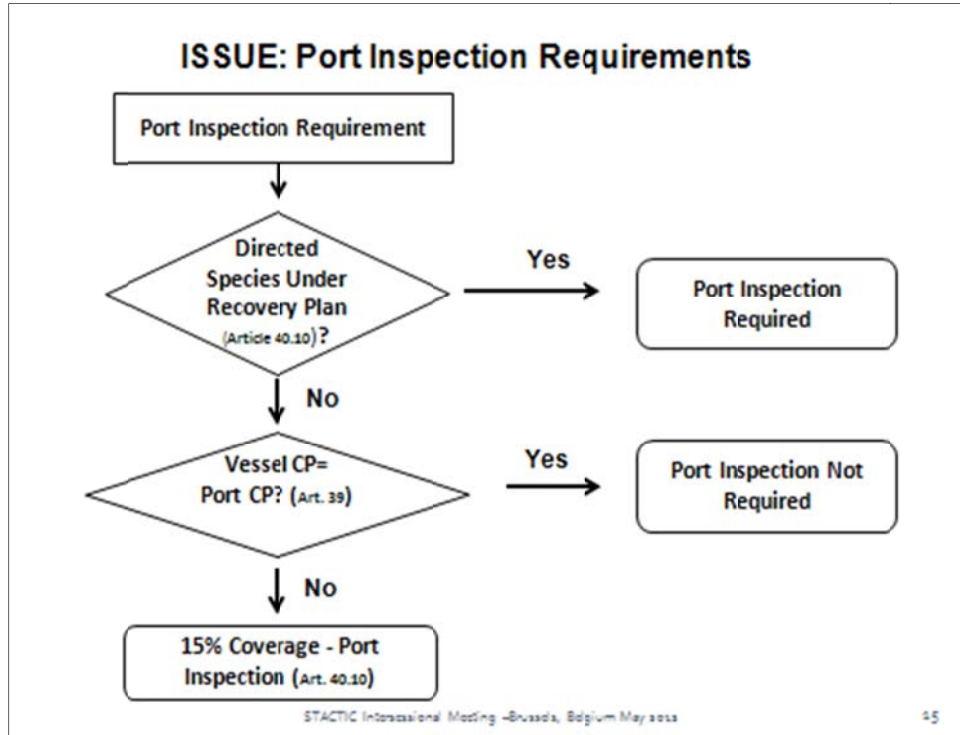 ISSUE: Port Inspection Requirements
Port Inspection Requirement
Directed
Species Under
Recovery Plan
(Article 40.10)?
Yes
Port Inspection
Required
No
Vessel CP=
Port CP? (Art. 39)
Yes
Port Inspection Not
Required
No
15% Coverage - Port
Inspection (Art. 40.10)
STACTIC Intersessional Meeting –Brussels, Belgium May